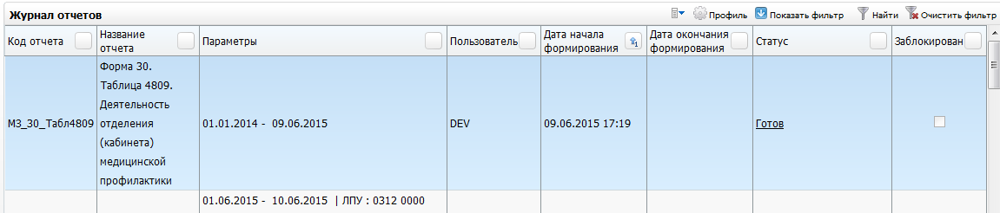 Журнал отчетов
Профиль
Показать фильтр
Найти
Очистить фильтр
Код отчета
Название
отчета
Параметры
Пользователь
Дата начала
формирования
1
Дата окончания
формирования
Статус
Заблокирован
МЗ_30_Табл4809
Форма 30.
Таблица 4809.
Деятельность
отделения
(кабинета)
медицинской
профилактики
01.01.2014 -  09.06.2015
DEV
09.06.2015 17:19
Готов
01.06.2015 -  10.06.2015  | ЛПУ : 0312 0000